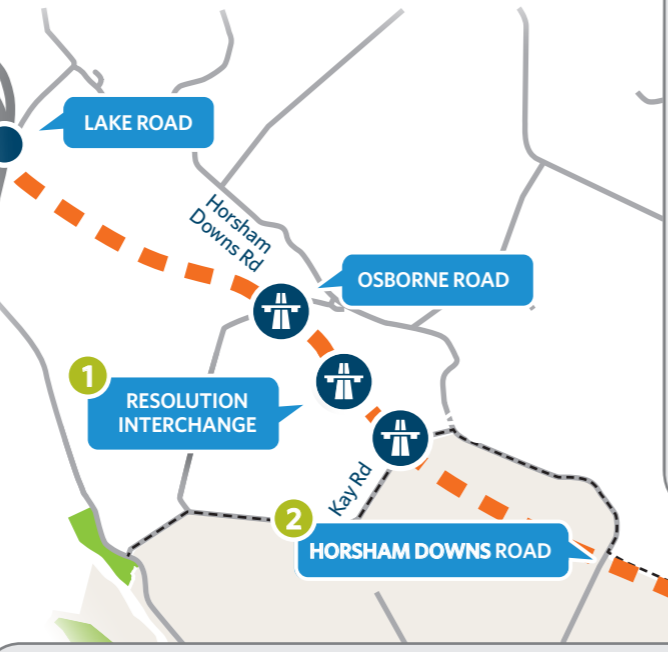 LAKE ROAD
Horsham
Downs Rd
OSBORNE ROAD
1
RESOLUTION
INTERCHANGE
Kay Rd
2
HORSHAM DOWNS ROAD